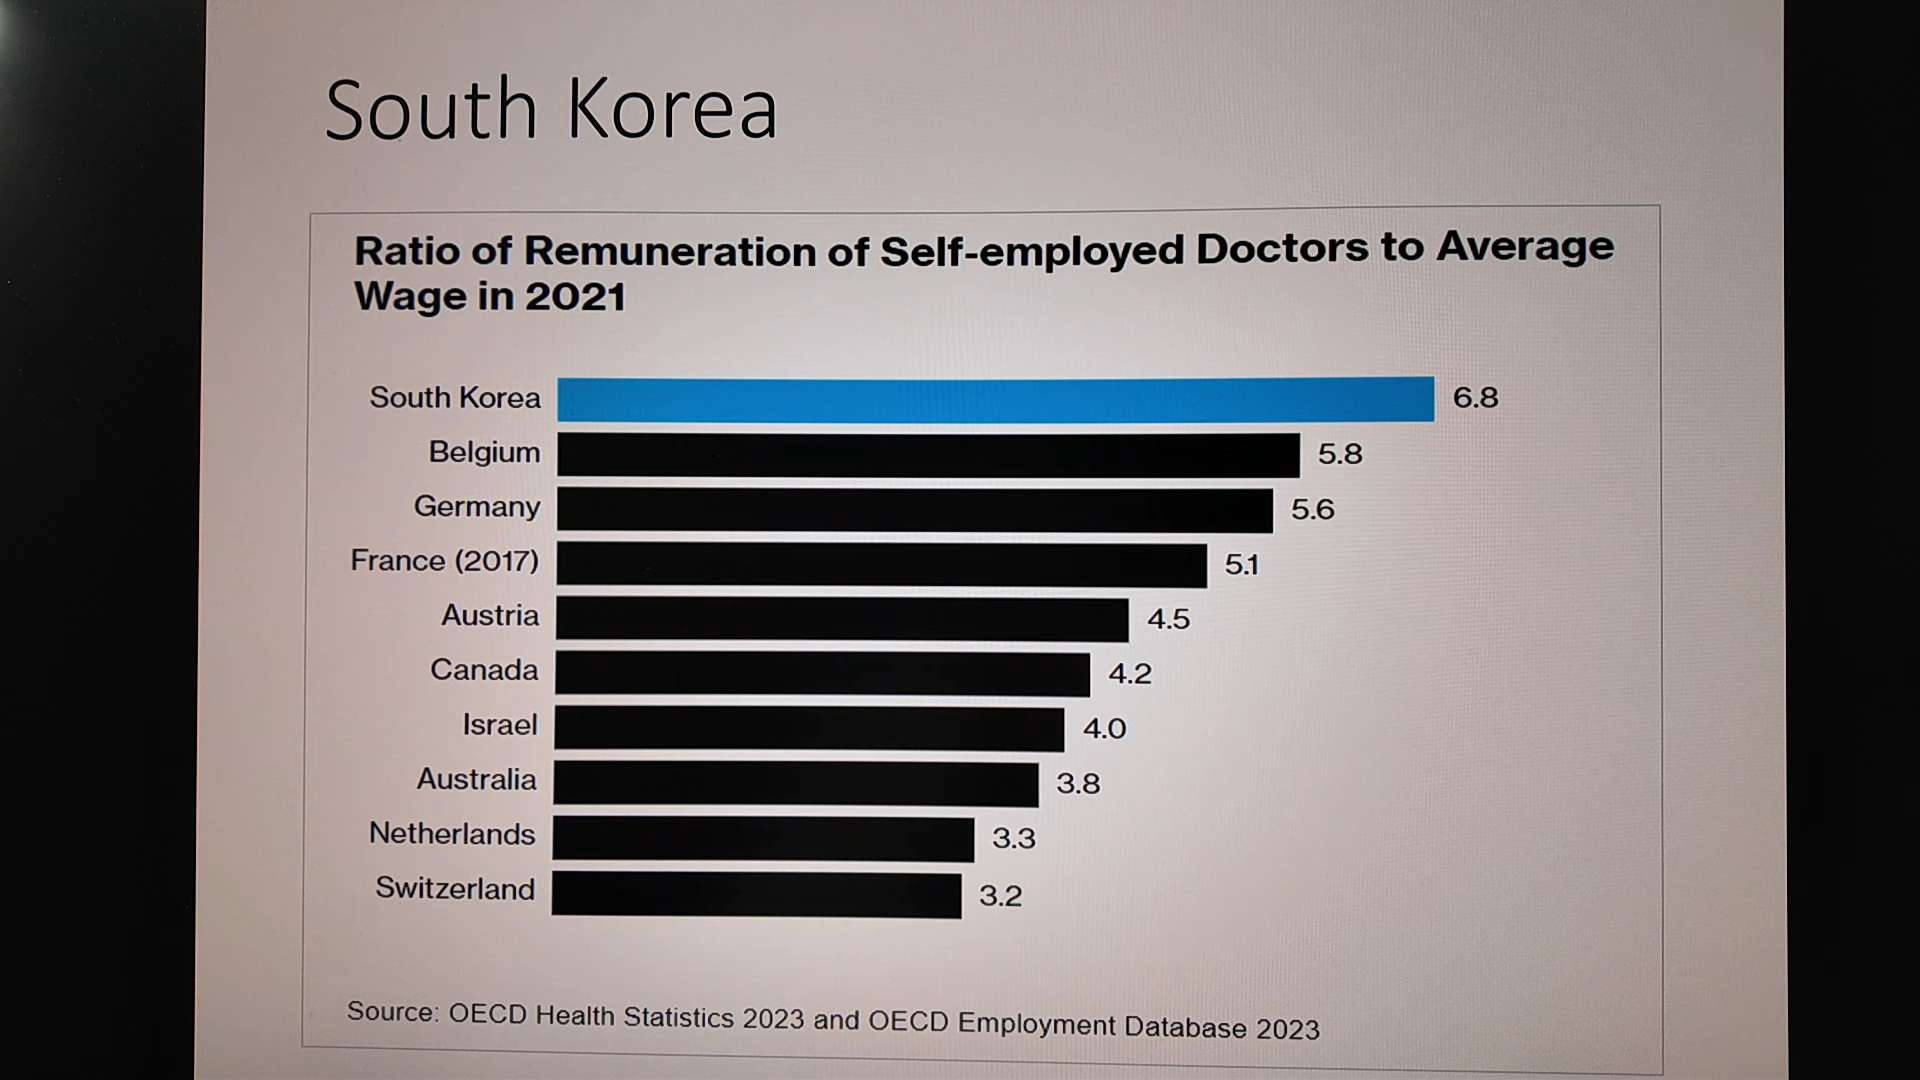 South Korea
Ratio of Remuneration of Self-employed Doctors to Average
Wage in 2021
South Korea 6.8
Belgium 5.8
Germany 5.6
France (2017) 5.1
Austria 4.5
Canada 4.2
Israel 4.0
Australia 3.8
Netherlands 3.3
Switzerland 3.2
Source: OECD Health Statistics 2023 and OECD Employment Database 2023